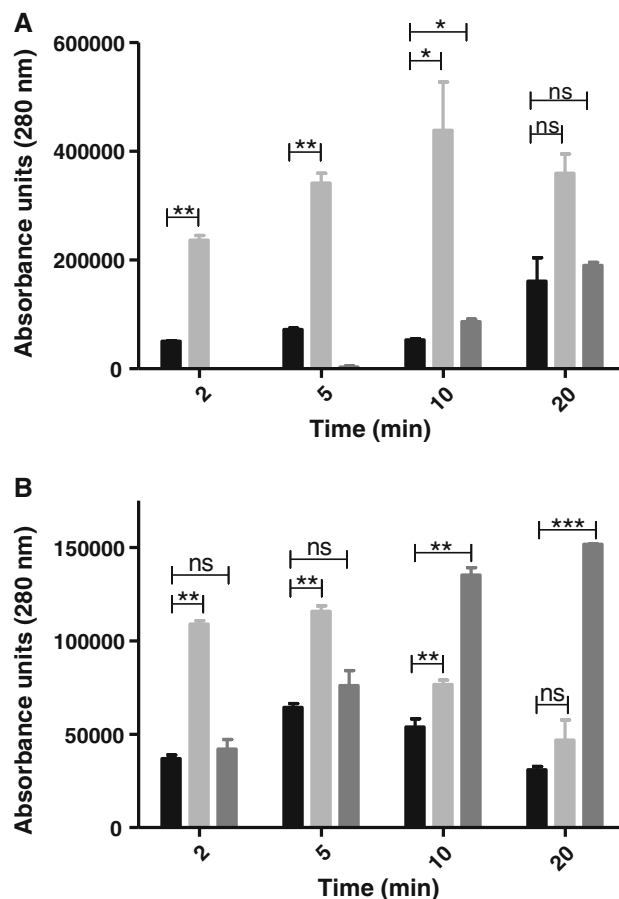 A
Absorbance units (280 nm)
600000
400000
200000
0
**
**
*
*
ns
ns
2
5
10
20
Time (min)
B
Absorbance units (280 nm)
150000
100000
50000
0
ns
**
ns
**
**
**
***
ns
2
5
10
20
Time (min)